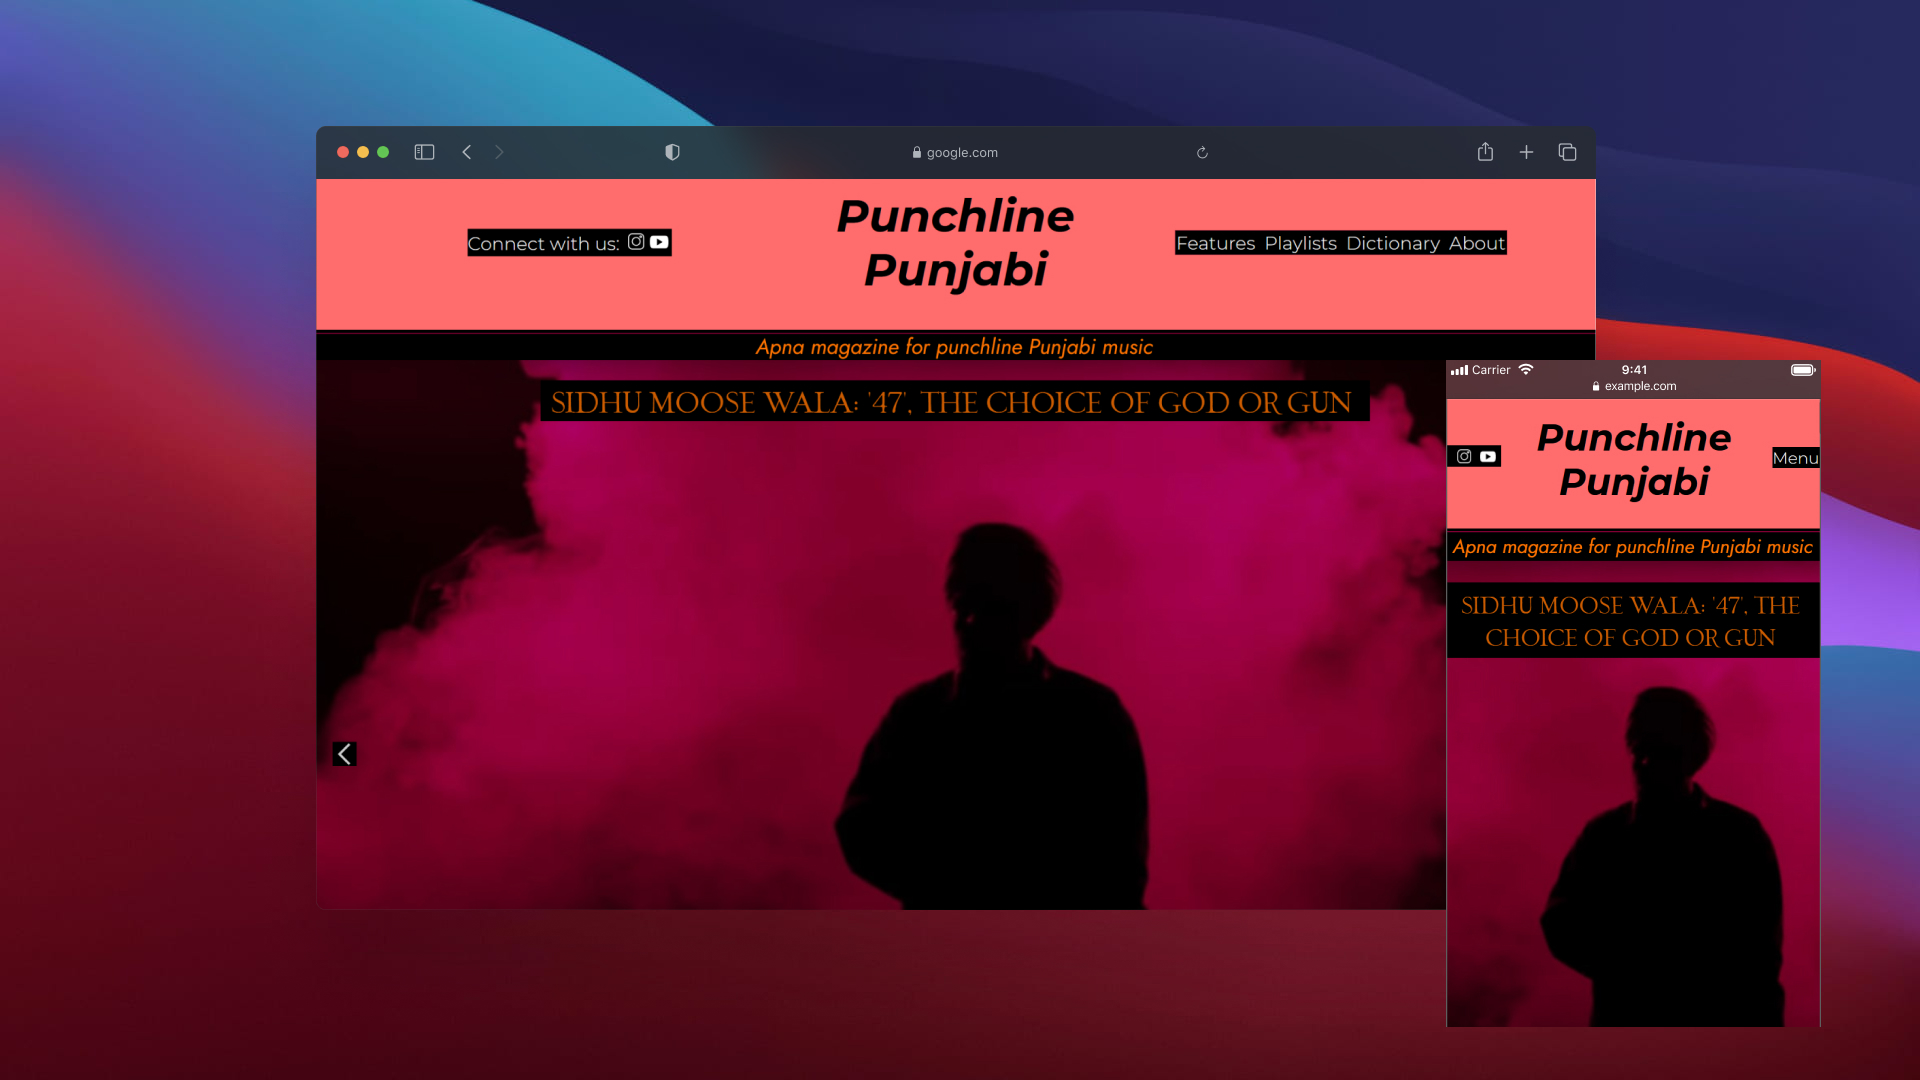 google.com
Connect with us:
Punchline
Punjabi
Features Playlists Dictionary About
Apna magazine for punchline Punjabi music
SIDHU MOOSE WALA: '47', THE CHOICE OF GOD OR GUN
Carrier 9:41
example.com
Punchline
Punjabi
Menu
Apna magazine for punchline Punjabi music
SIDHU MOOSE WALA: '47', THE
CHOICE OF GOD OR GUN